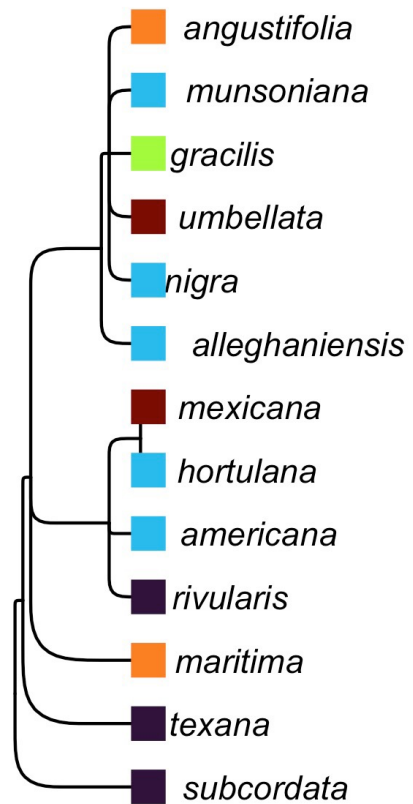 angustifolia
munsoniana
gracilis
umbellata
nigra
alleghaniensis
mexicana
hortulana
americana
rivularis
maritima
texana
subcordata